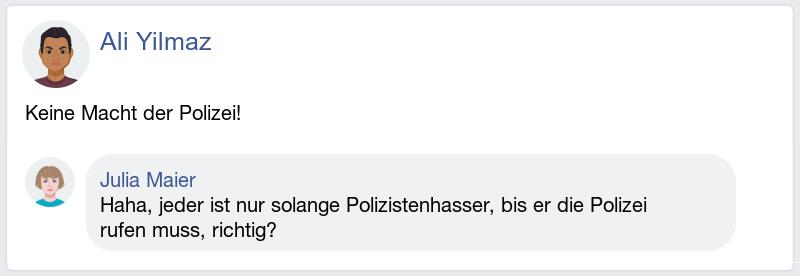 Ali Yilmaz
Keine Macht der Polizei!
Julia Maier
Haha, jeder ist nur solange Polizistenhasser, bis er die Polizei
rufen muss, richtig?